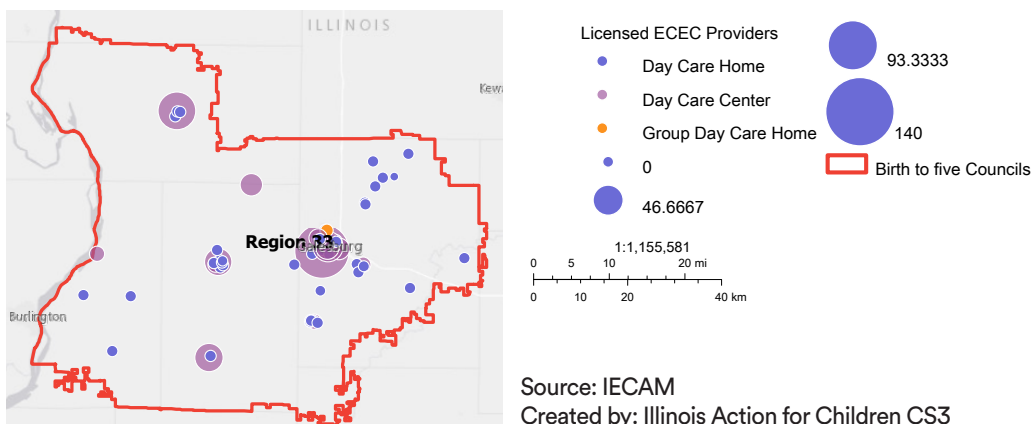 ILLINOIS
Kewa
Region 33
Galesburg
Burlington
Licensed ECEC Providers
Day Care Home
Day Care Center
Group Day Care Home
0
46.6667
93.3333
140
Birth to five Councils
1:1,155,581
0 5 10 20 mi
0 10 20 40 km
Source: IECAM
Created by: Illinois Action for Children CS3